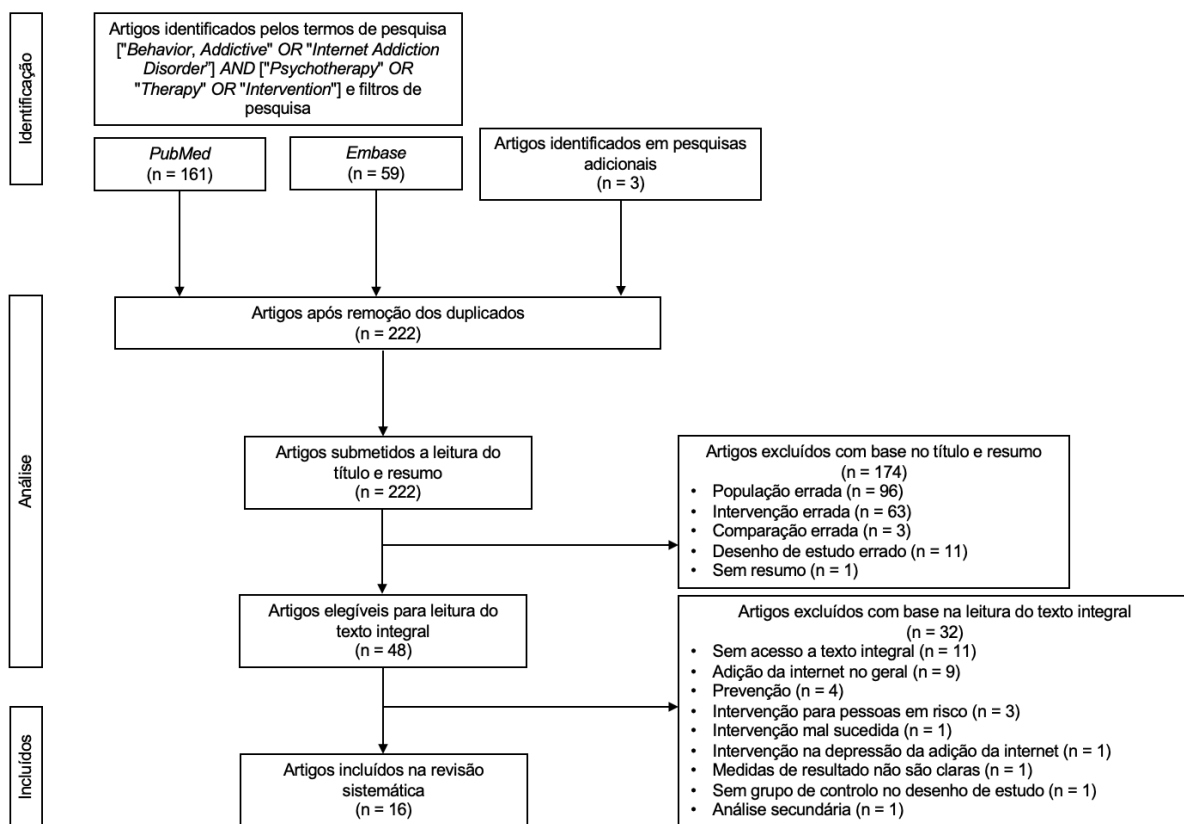 Identificação
Artigos identificados pelos termos de pesquisa
["Behavior, Addictive" OR "Internet Addiction
Disorder"] AND ["Psychotherapy" OR
"Therapy" OR "Intervention"] e filtros de
pesquisa
PubMed
(n = 161)
Embase
(n = 59)
Artigos identificados em pesquisas
adicionais
(n = 3)
Análise
Artigos após remoção dos duplicados
(n = 222)
Artigos submetidos a leitura do
título e resumo
(n = 222)
Artigos excluídos com base no título e resumo
(n = 174)
• População errada (n = 96)
• Intervenção errada (n = 63)
• Comparação errada (n = 3)
• Desenho de estudo errado (n = 11)
• Sem resumo (n = 1)
Artigos elegíveis para leitura do
texto integral
(n = 48)
Artigos excluídos com base na leitura do texto integral
(n = 32)
• Sem acesso a texto integral (n = 11)
• Adição da internet no geral (n = 9)
• Prevenção (n = 4)
• Intervenção para pessoas em risco (n = 3)
• Intervenção mal sucedida (n = 1)
• Intervenção na depressão da adição da internet (n = 1)
• Medidas de resultado não são claras (n = 1)
• Sem grupo de controlo no desenho de estudo (n = 1)
• Análise secundária (n = 1)
Incluídos
Artigos incluídos na revisão
sistemática
(n = 16)